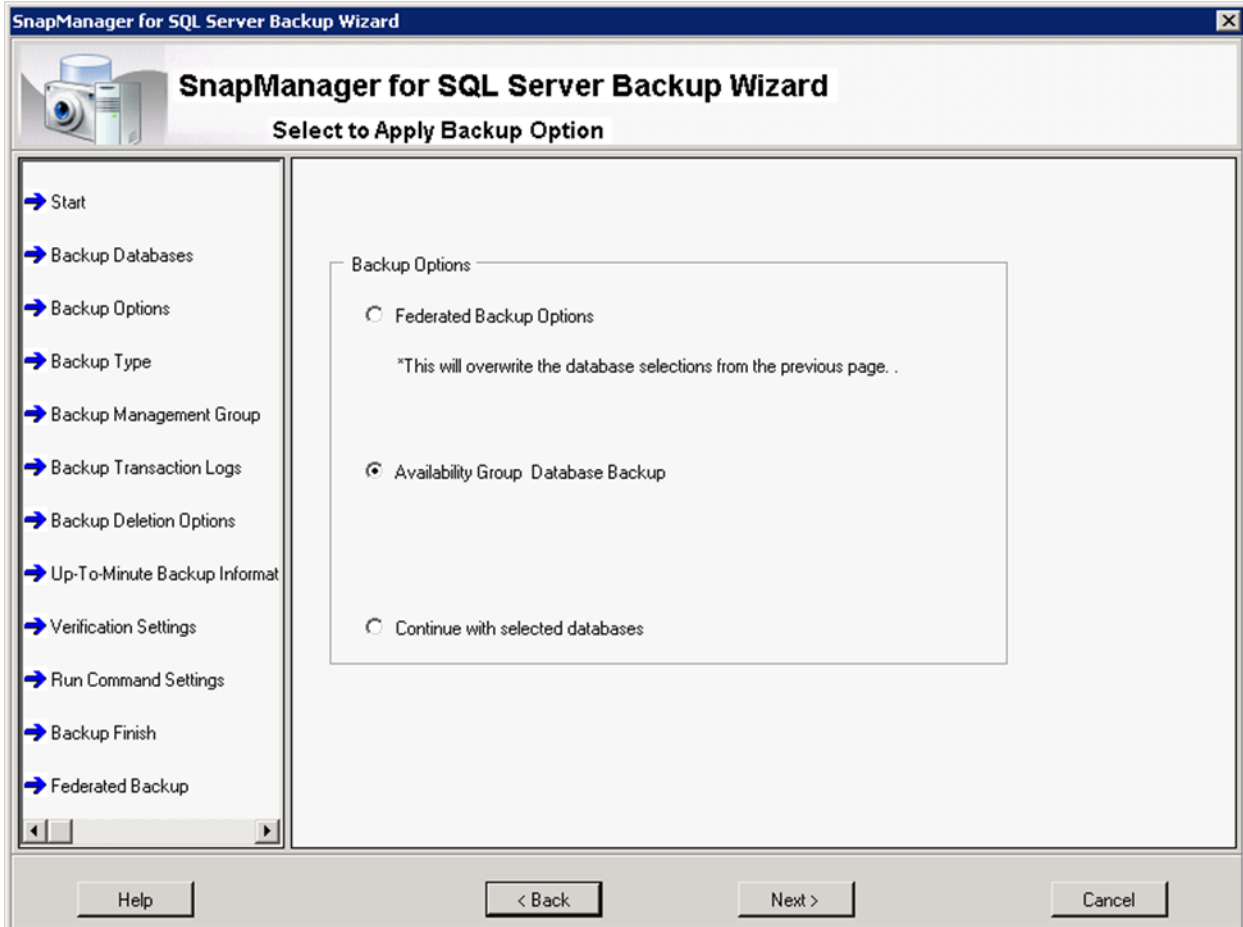 SnapManager for SQL Server Backup Wizard
SnapManager for SQL Server Backup Wizard
Select to Apply Backup Option
Start
Backup Databases
Backup Options
Backup Type
Backup Management Group
Backup Transaction Logs
Backup Deletion Options
Up-To-Minute Backup Informat
Verification Settings
Run Command Settings
Backup Finish
Federated Backup
Backup Options
Federated Backup Options
*This will overwrite the database selections from the previous page. .
Availability Group Database Backup
Continue with selected databases
Help
< Back
Next >
Cancel